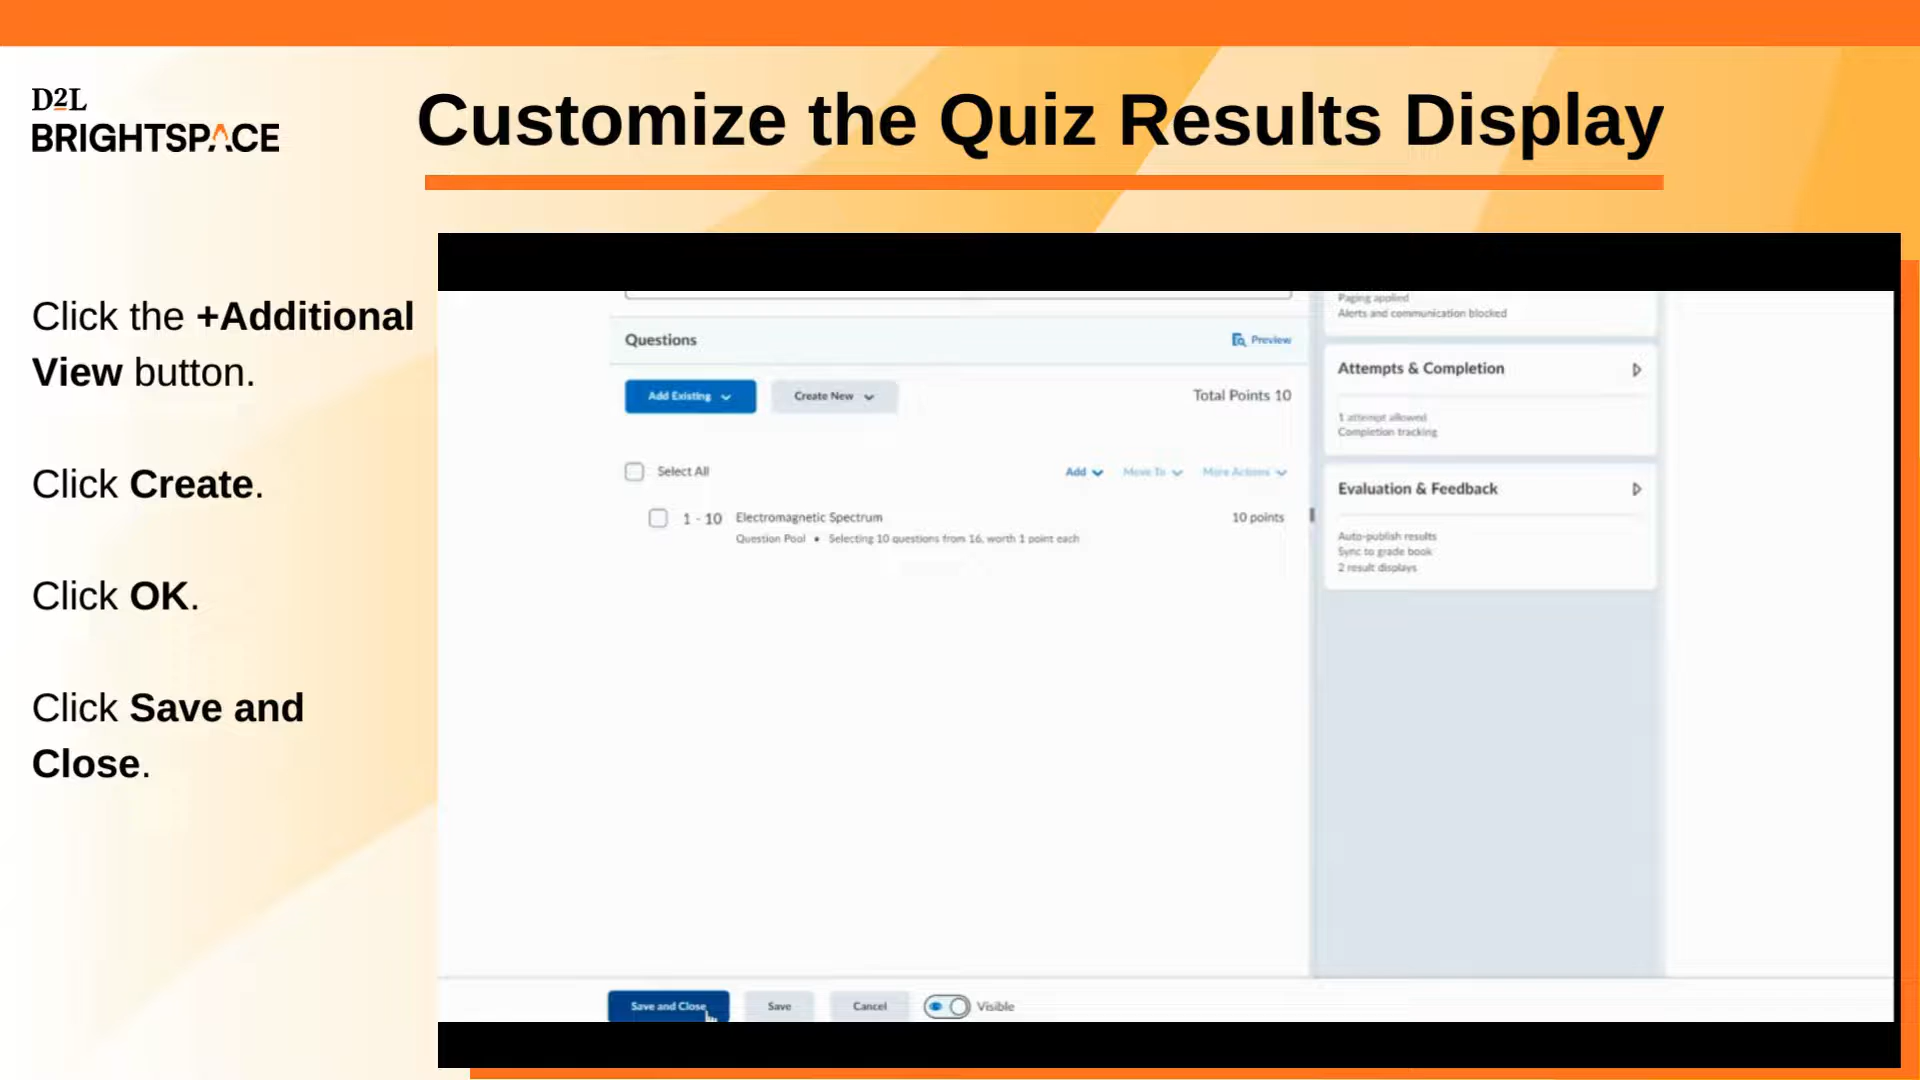 D2L
BRIGHTSPACE
Customize the Quiz Results Display
Click the +Additional
View button.
Click Create.
Click OK.
Click Save and
Close.
Questions
Preview
Add Existing
Create New
Total Points 10
Select All
Add
Move To
More Actions
1 - 10
Electromagnetic Spectrum
10 points
Question Pool • Selecting 10 questions from 16, worth 1 point each
Paging applied
Alerts and communication blocked
Attempts & Completion
1 attempt allowed
Completion tracking
Evaluation & Feedback
Auto-publish results
Sync to grade book
2 result displays
Save and Close
Save
Cancel
Visible